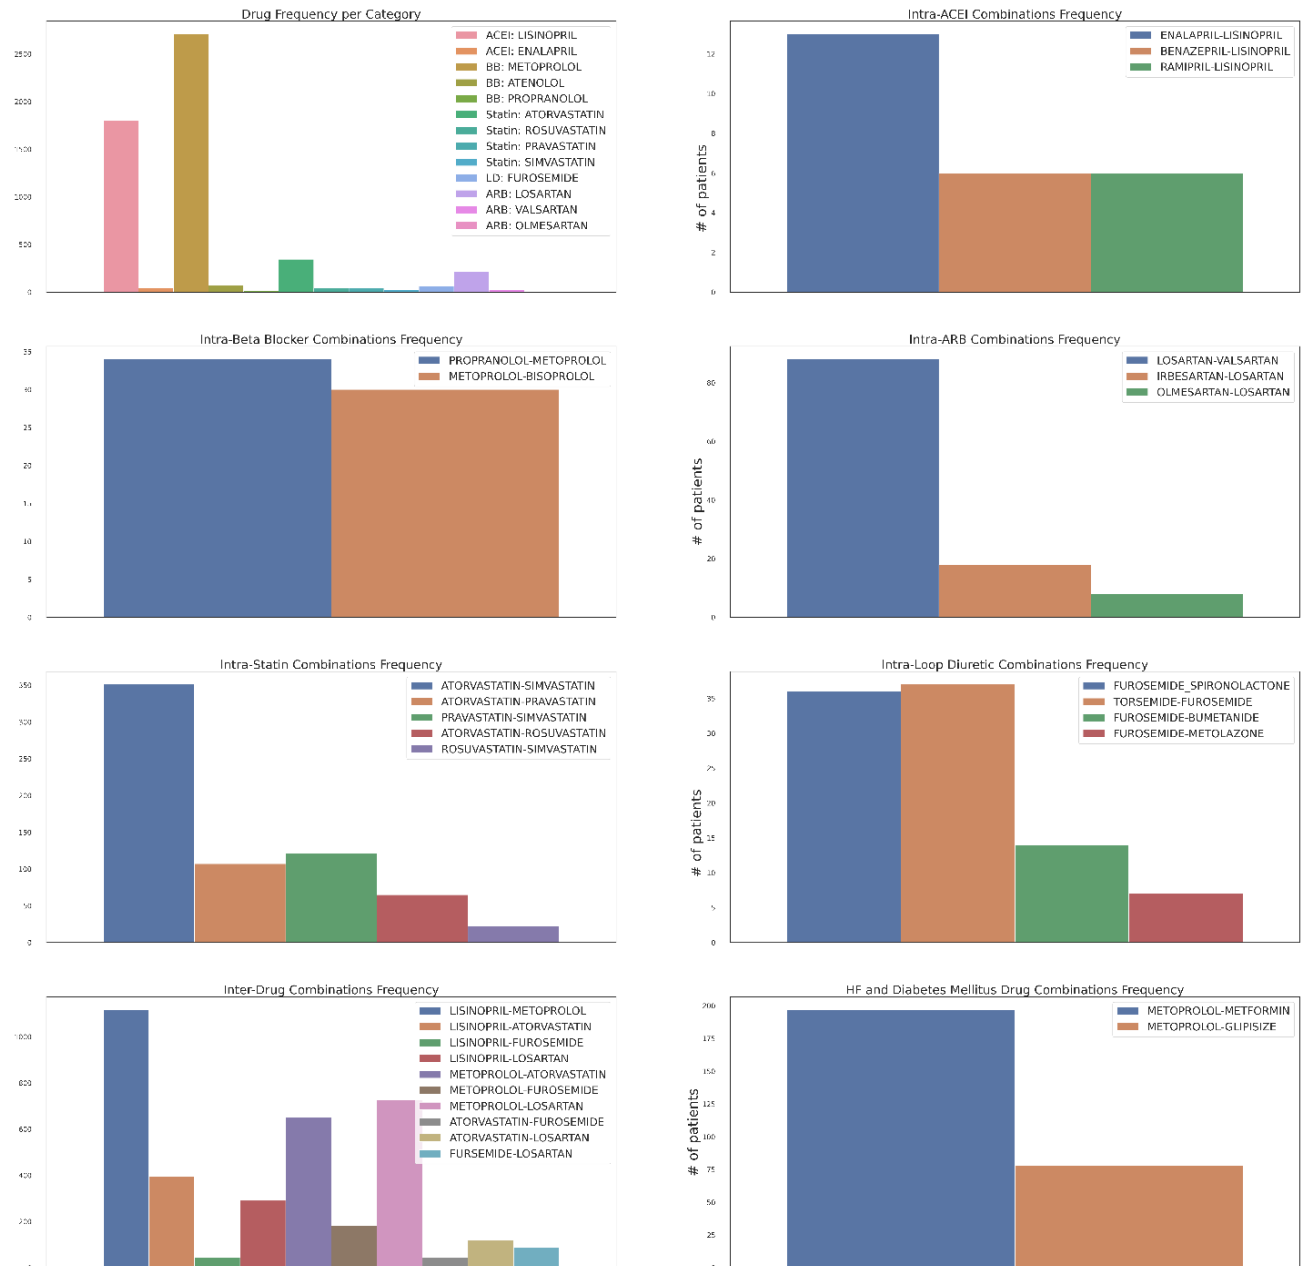 Drug Frequency per Category
2500
2000
1500
1000
500
0
ACEI: LISINOPRIL
ACEI: ENALAPRIL
BB: METOPROLOL
BB: ATENOLOL
BB: PROPRANOLOL
Statin: ATORVASTATIN
Statin: ROSUVASTATIN
Statin: PRAVASTATIN
Statin: SIMVASTATIN
LD: FUROSEMIDE
ARB: LOSARTAN
ARB: VALSARTAN
ARB: OLMESARTAN
Intra-ACEI Combinations Frequency
# of patients
12
10
8
6
4
2
0
ENALAPRIL-LISINOPRIL
BENAZEPRIL-LISINOPRIL
RAMIPRIL-LISINOPRIL
Intra-Beta Blocker Combinations Frequency
35
30
25
20
15
10
5
0
PROPRANOLOL-METOPROLOL
METOPROLOL-BISOPROLOL
Intra-ARB Combinations Frequency
# of patients
80
60
40
20
0
LOSARTAN-VALSARTAN
IRBESARTAN-LOSARTAN
OLMESARTAN-LOSARTAN
Intra-Statin Combinations Frequency
350
300
250
200
150
100
50
0
ATORVASTATIN-SIMVASTATIN
ATORVASTATIN-PRAVASTATIN
PRAVASTATIN-SIMVASTATIN
ATORVASTATIN-ROSUVASTATIN
ROSUVASTATIN-SIMVASTATIN
Intra-Loop Diuretic Combinations Frequency
# of patients
35
30
25
20
15
10
5
0
FUROSEMIDE_SPIRONOLACTONE
TORSEMIDE-FUROSEMIDE
FUROSEMIDE-BUMETANIDE
FUROSEMIDE-METOLAZONE
Inter-Drug Combinations Frequency
1000
800
600
400
200
LISINOPRIL-METOPROLOL
LISINOPRIL-ATORVASTATIN
LISINOPRIL-FUROSEMIDE
LISINOPRIL-LOSARTAN
METOPROLOL-ATORVASTATIN
METOPROLOL-FUROSEMIDE
METOPROLOL-LOSARTAN
ATORVASTATIN-FUROSEMIDE
ATORVASTATIN-LOSARTAN
FURSEMIDE-LOSARTAN
HF and Diabetes Mellitus Drug Combinations Frequency
# of patients
200
175
150
125
100
75
50
25
METOPROLOL-METFORMIN
METOPROLOL-GLIPISIZE